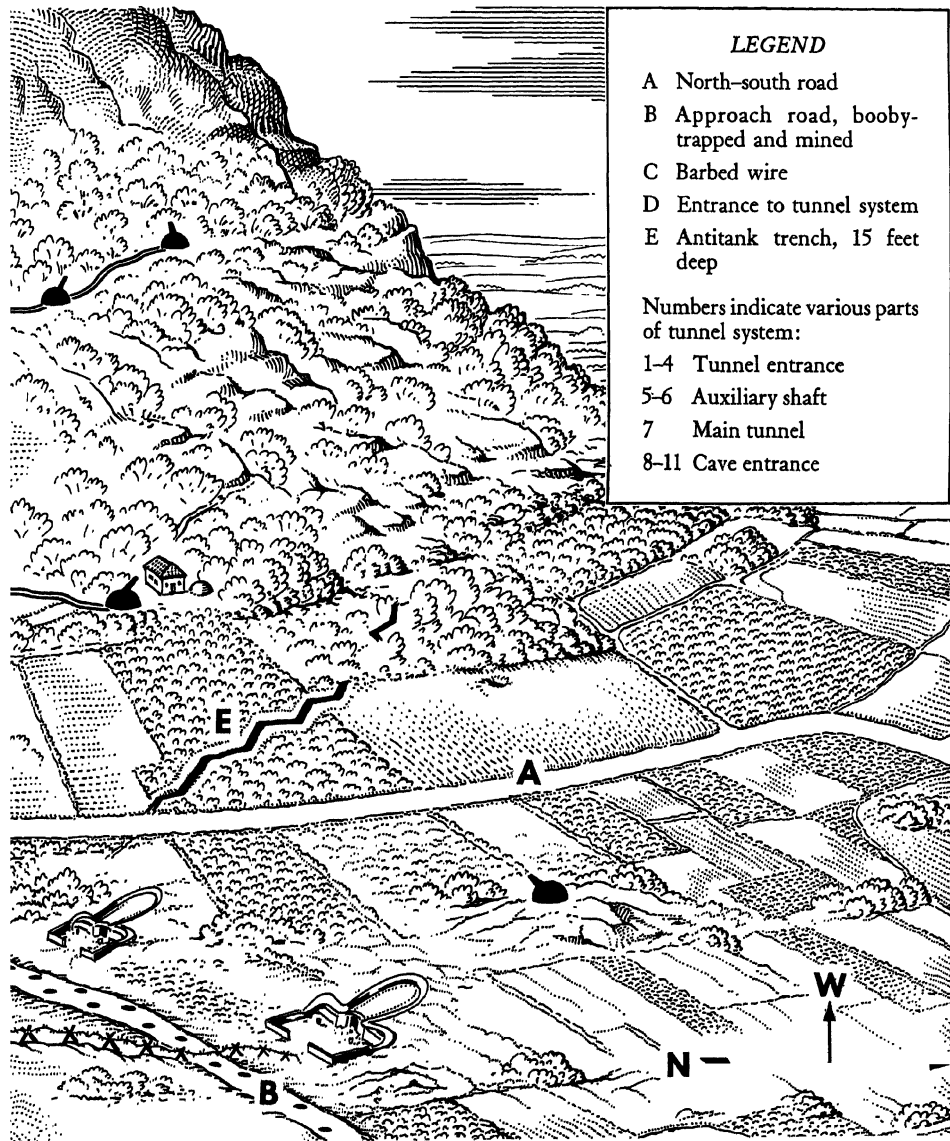 LEGEND
A North–south road
B Approach road, booby-
trapped and mined
C Barbed wire
D Entrance to tunnel system
E Antitank trench, 15 feet
deep
Numbers indicate various parts
of tunnel system:
1–4 Tunnel entrance
5–6 Auxiliary shaft
7 Main tunnel
8–11 Cave entrance
E
A
W
N
B